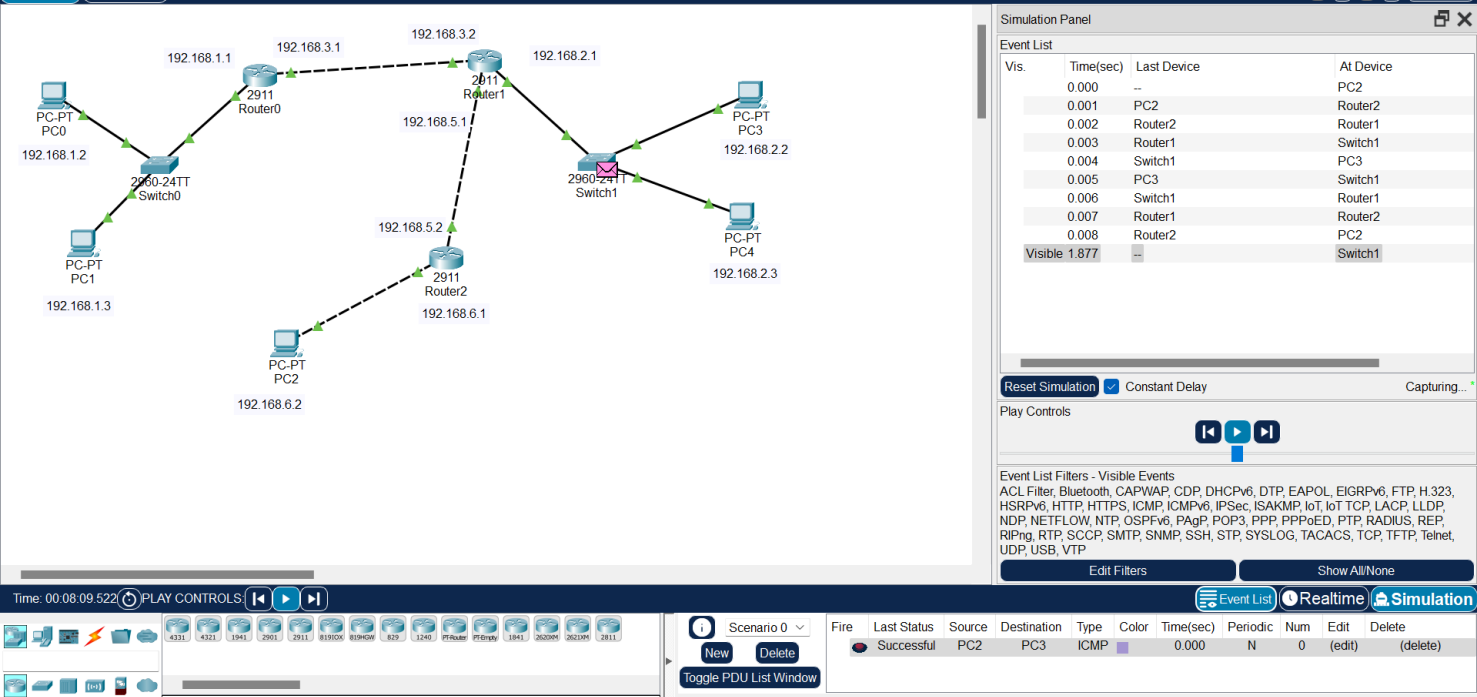 192.168.3.2
192.168.3.1
192.168.1.1
192.168.2.1
2911
Router1
2911
Router0
PC-PT
PC0
PC-PT
PC3
192.168.5.1
192.168.1.2
192.168.2.2
2960-24TT
Switch0
2960-24TT
Switch1
192.168.5.2
PC-PT
PC4
PC-PT
PC1
192.168.2.3
2911
Router2
192.168.1.3
192.168.6.1
PC-PT
PC2
192.168.6.2
Simulation Panel
Event List
Vis. Time(sec) Last Device At Device
0.000 -- PC2
0.001 PC2 Router2
0.002 Router2 Router1
0.003 Router1 Switch1
0.004 Switch1 PC3
0.005 PC3 Switch1
0.006 Switch1 Router1
0.007 Router1 Router2
0.008 Router2 PC2
Visible 1.877 -- Switch1
Reset Simulation Constant Delay Capturing...
Play Controls
Event List Filters - Visible Events
ACL Filter, Bluetooth, CAPWAP, CDP, DHCPv6, DTP, EAPOL, EIGRPv6, FTP, H.323,
HSRPv6, HTTP, HTTPS, ICMP, ICMPv6, IPSec, ISAKMP, IoT, IoT TCP, LACP, LLDP,
NDP, NETFLOW, NTP, OSPFv6, PAgP, POP3, PPP, PPPoED, PTP, RADIUS, REP,
RIPng, RTP, SCCP, SMTP, SNMP, SSH, STP, SYSLOG, TACACS, TCP, TFTP, Telnet,
UDP, USB, VTP
Edit Filters Show All/None
Time: 00:08:09.522 PLAY CONTROLS: Event List Realtime Simulation
4331 4321 1941 2901 2911 819IOX 819HGW 829 1240 PT-Router PT-Empty 1841 2620XM 2621XM 2811
Scenario 0
New Delete
Toggle PDU List Window
Fire Last Status Source Destination Type Color Time(sec) Periodic Num Edit Delete
Successful PC2 PC3 ICMP 0.000 N 0 (edit) (delete)